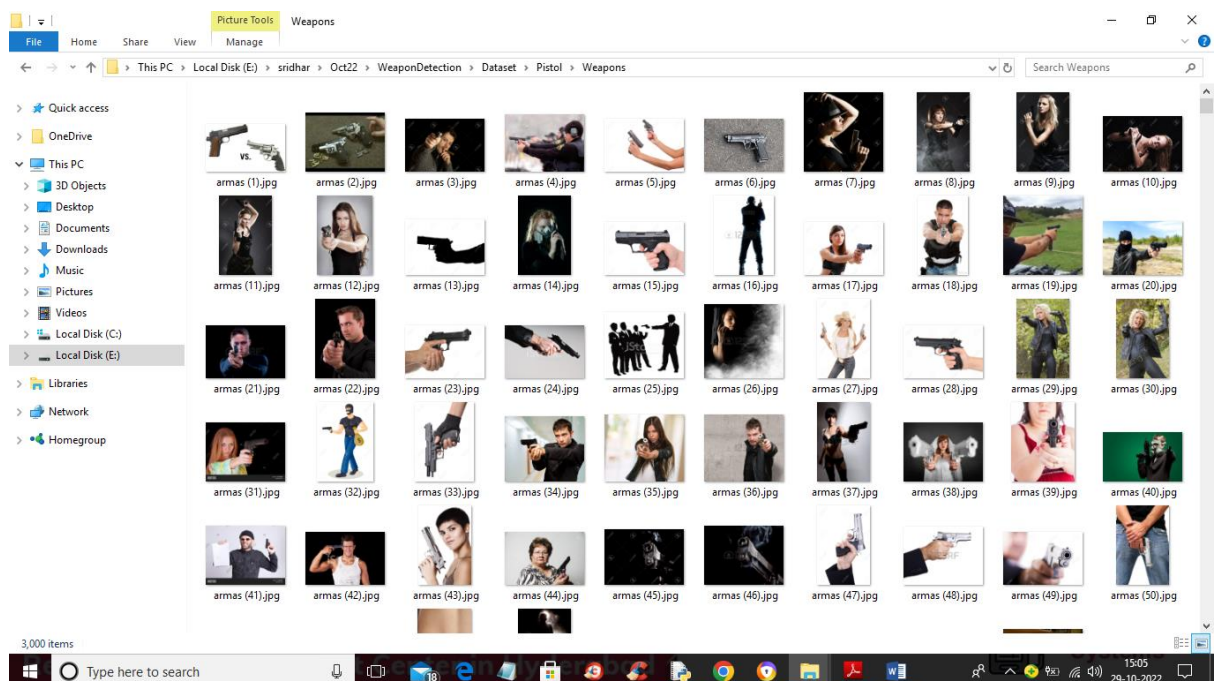 Picture Tools Weapons
File Home Share View Manage
This PC > Local Disk (E:) > sridhar > Oct22 > WeaponDetection > Dataset > Pistol > Weapons
Search Weapons
Quick access
OneDrive
This PC
3D Objects
Desktop
Documents
Downloads
Music
Pictures
Videos
Local Disk (C:)
Local Disk (E:)
Libraries
Network
Homegroup
VS.
armas (1).jpg armas (2).jpg armas (3).jpg armas (4).jpg armas (5).jpg armas (6).jpg armas (7).jpg armas (8).jpg armas (9).jpg armas (10).jpg
armas (11).jpg armas (12).jpg armas (13).jpg armas (14).jpg armas (15).jpg armas (16).jpg armas (17).jpg armas (18).jpg armas (19).jpg armas (20).jpg
armas (21).jpg armas (22).jpg armas (23).jpg armas (24).jpg armas (25).jpg armas (26).jpg armas (27).jpg armas (28).jpg armas (29).jpg armas (30).jpg
armas (31).jpg armas (32).jpg armas (33).jpg armas (34).jpg armas (35).jpg armas (36).jpg armas (37).jpg armas (38).jpg armas (39).jpg armas (40).jpg
armas (41).jpg armas (42).jpg armas (43).jpg armas (44).jpg armas (45).jpg armas (46).jpg armas (47).jpg armas (48).jpg armas (49).jpg armas (50).jpg
3,000 items
Type here to search
18
15:05
29-10-2022